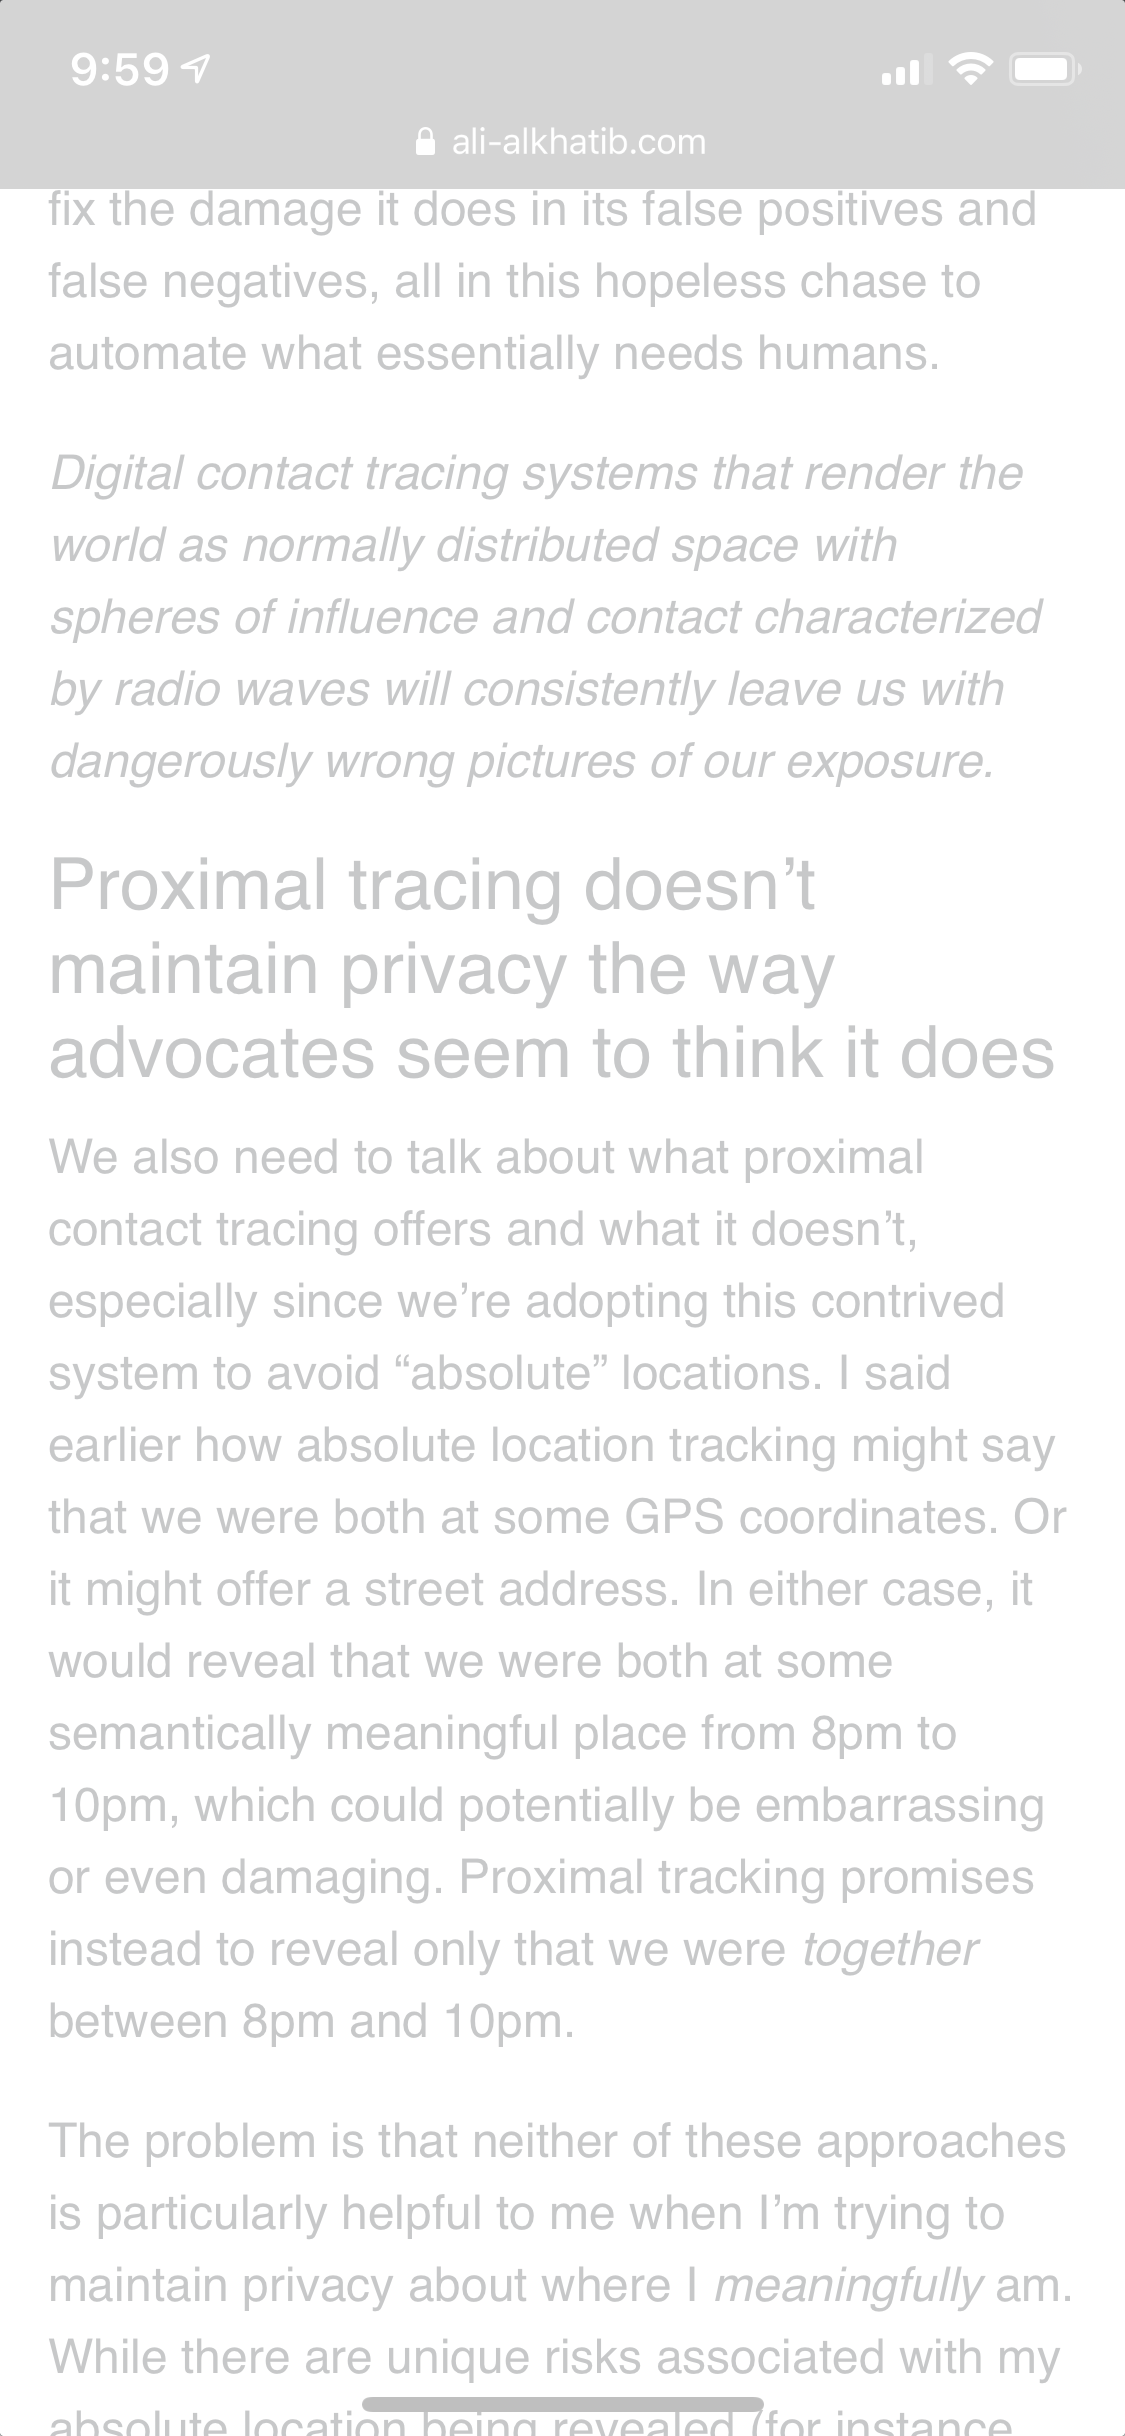 9:59
ali-alkhatib.com
fix the damage it does in its false positives and
false negatives, all in this hopeless chase to
automate what essentially needs humans.
Digital contact tracing systems that render the
world as normally distributed space with
spheres of influence and contact characterized
by radio waves will consistently leave us with
dangerously wrong pictures of our exposure.
Proximal tracing doesn’t
maintain privacy the way
advocates seem to think it does
We also need to talk about what proximal
contact tracing offers and what it doesn’t,
especially since we’re adopting this contrived
system to avoid “absolute” locations. I said
earlier how absolute location tracking might say
that we were both at some GPS coordinates. Or
it might offer a street address. In either case, it
would reveal that we were both at some
semantically meaningful place from 8pm to
10pm, which could potentially be embarrassing
or even damaging. Proximal tracking promises
instead to reveal only that we were together
between 8pm and 10pm.
The problem is that neither of these approaches
is particularly helpful to me when I’m trying to
maintain privacy about where I meaningfully am.
While there are unique risks associated with my
absolute location being revealed (for instance